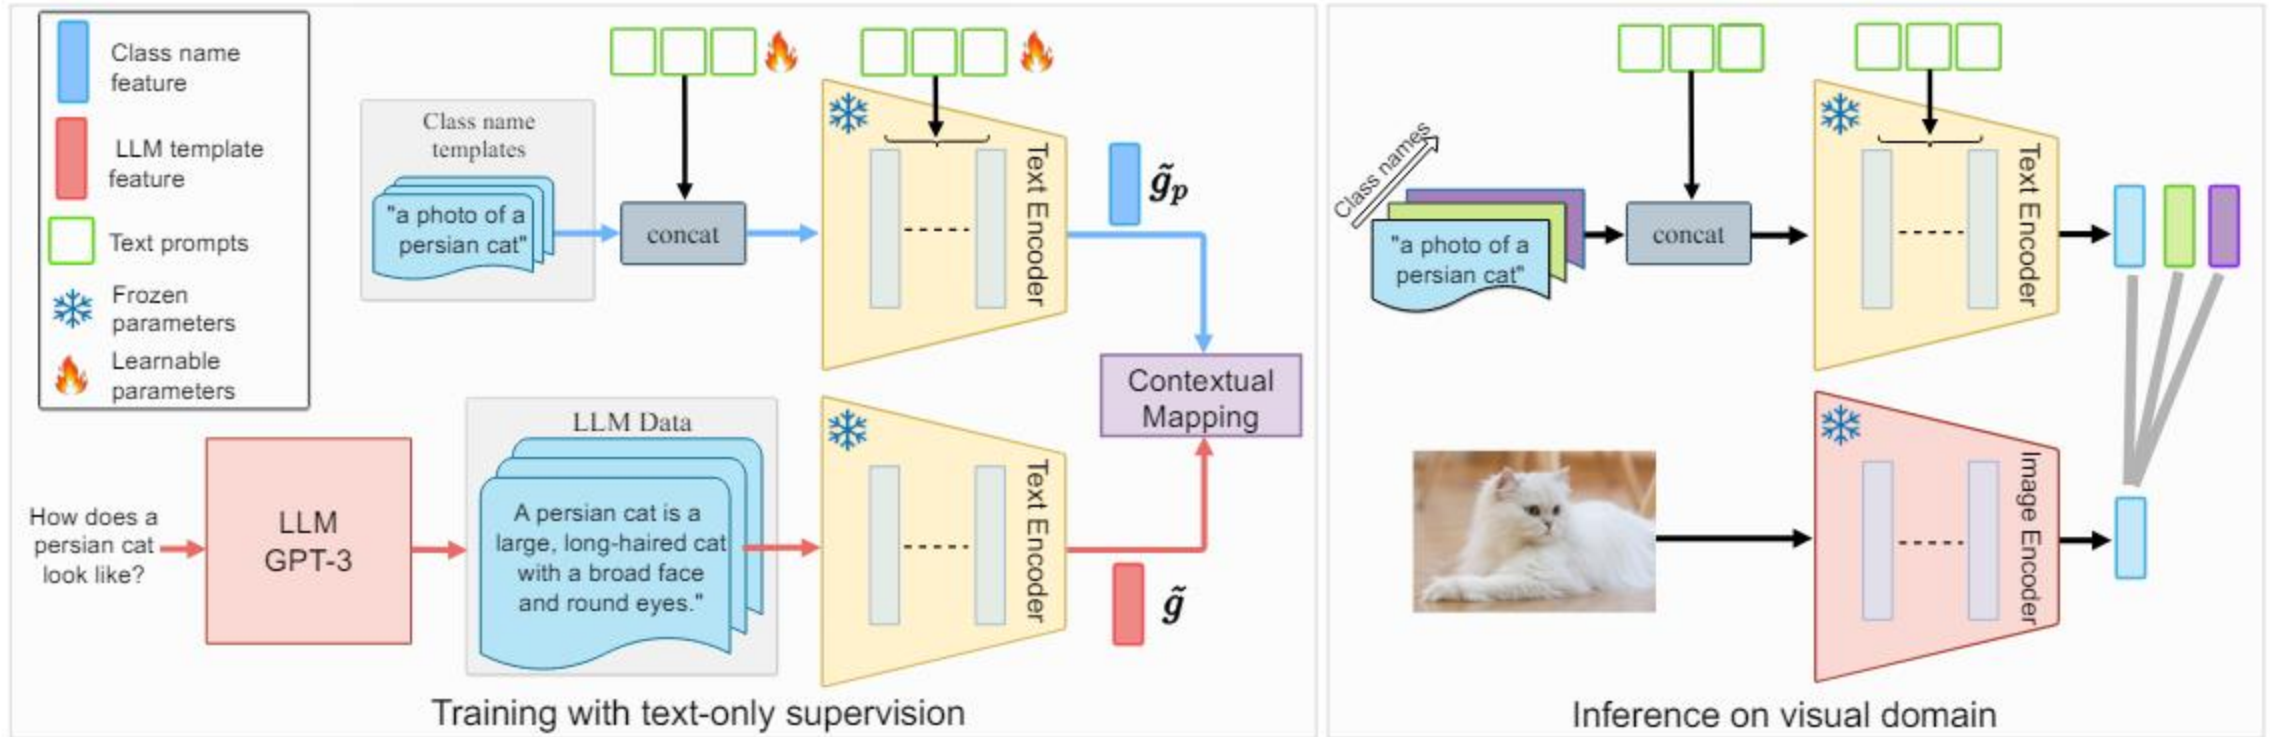 Class name
feature
LLM template
feature
Text prompts
Frozen
parameters
Learnable
parameters
Class name
templates
"a photo of a
persian cat"
concat
Text Encoder
g̃ₚ
Contextual
Mapping
How does a
persian cat
look like?
LLM
GPT-3
LLM Data
A persian cat is a
large, long-haired cat
with a broad face
and round eyes."
Text Encoder
g̃
Training with text-only supervision
Class names
"a photo of a
persian cat"
concat
Text Encoder
Image Encoder
Inference on visual domain